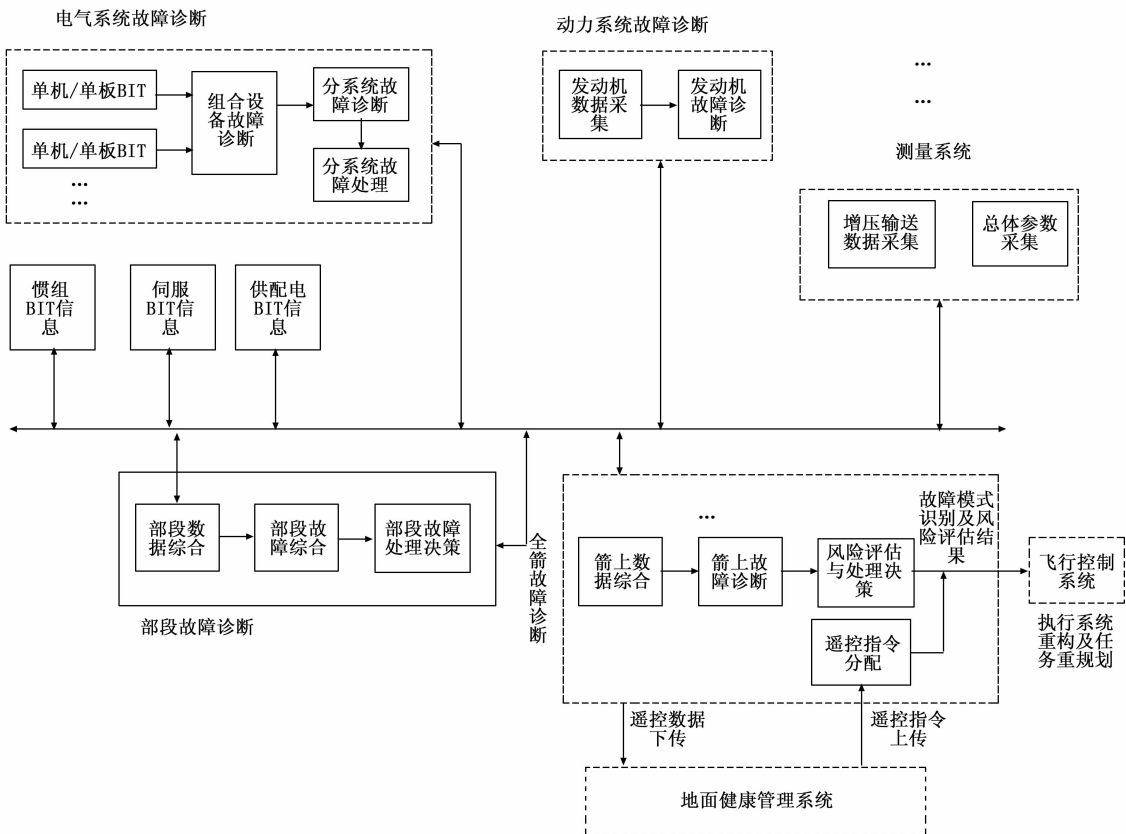 电气系统故障诊断
动力系统故障诊断
单机/单板BIT
单机/单板BIT
...
...
组合设
备故障
诊断
分系统故
障诊断
分系统故
障处理
发动机
数据采
集
发动机
故障诊
断
...
...
测量系统
增压输送
数据采集
总体参数
采集
惯组
BIT信
息
伺服
BIT信
息
供配电
BIT信
息
部段数
据综合
部段故
障综合
部段故障
处理决策
部段故障诊断
全箭故障诊断
...
箭上数
据综合
箭上故
障诊断
风险评估
与处理决
策
故障模式
识别及风
险评估结
果
遥控指令
分配
飞行控制
系统
执行系统
重构及任
务重规划
遥控数据
下传
遥控指令
上传
地面健康管理系统